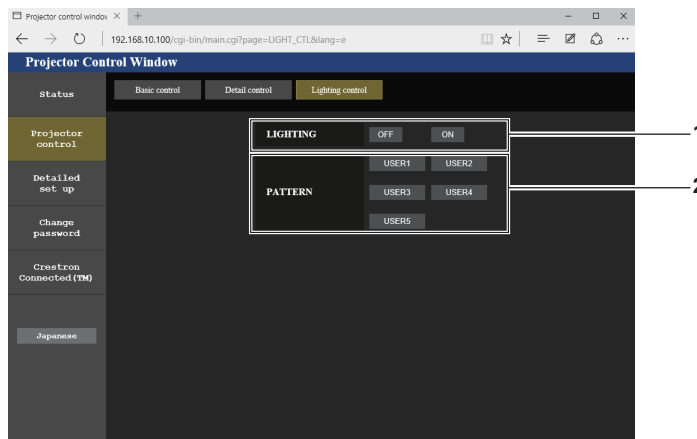 Projector control window
192.168.10.100/cgi-bin/main.cgi?page=LIGHT_CTL&lang=e
Projector Control Window
Status
Basic control Detail control Lighting control
Projector
control
Detailed
set up
Change
password
Crestron
Connected(TM)
Japanese
LIGHTING OFF ON
1
PATTERN
USER1 USER2
USER3 USER4
USER5
2